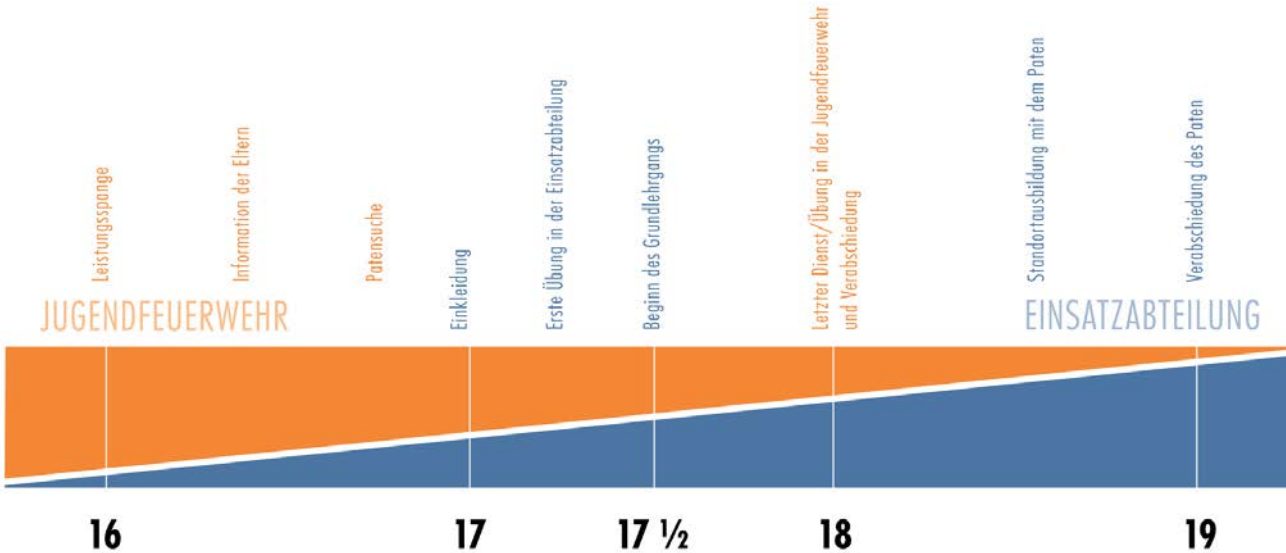 Leistungsspange
Information der Eltern
Patensuche
Einkleidung
Erste Übung in der Einsatzabteilung
Beginn des Grundlehrgangs
Letzter Dienst/Übung in der Jugendfeuerwehr
und Verabschiedung
Standortausbildung mit dem Paten
Verabschiedung des Paten
JUGENDFEUERWEHR
EINSATZABTEILUNG
16
17
17 ½
18
19